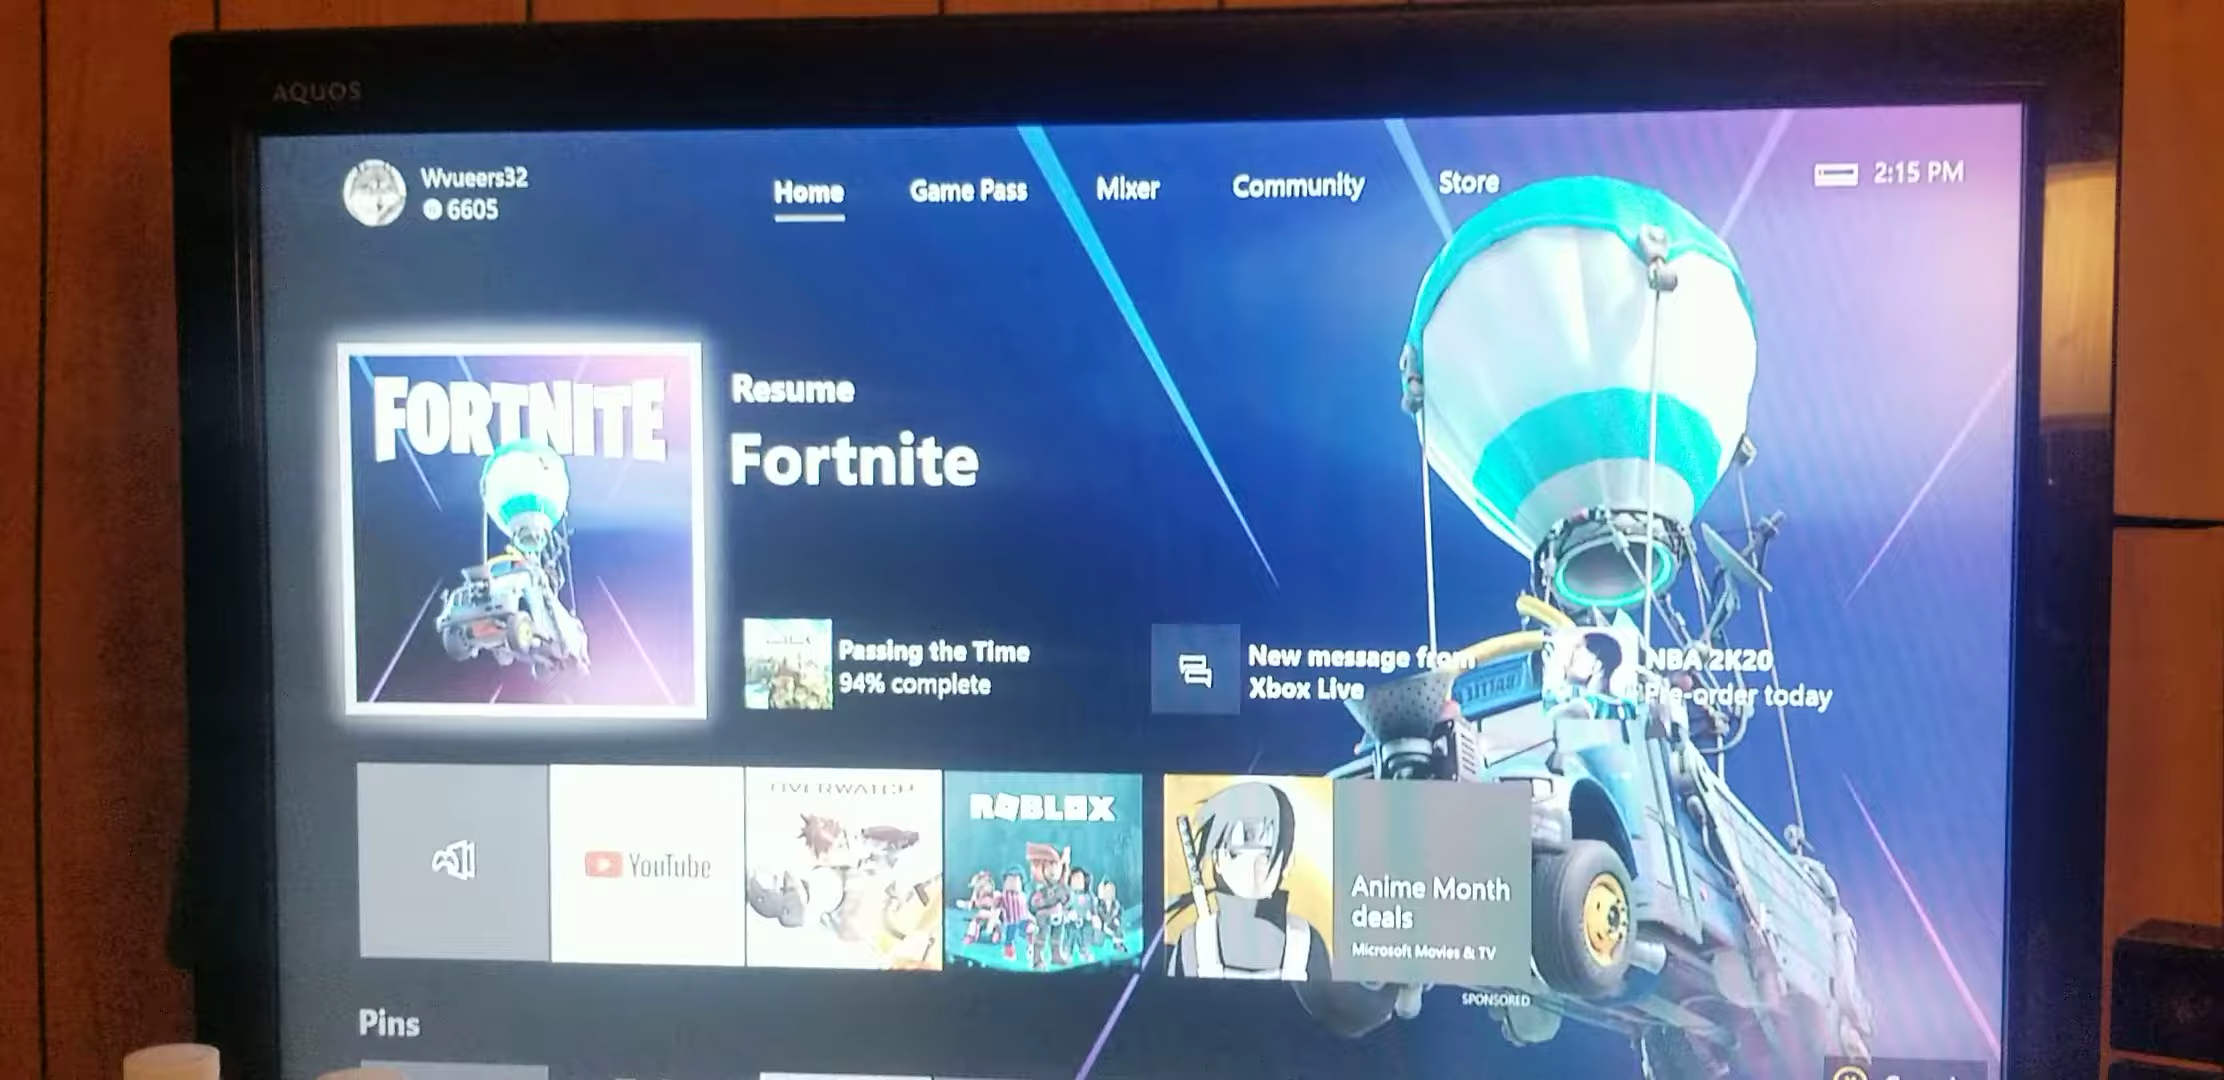 AQUOS
Wvueers32
6605
Home
Game Pass
Mixer
Community
Store
2:15 PM
FORTNITE
Resume
Fortnite
Passing the Time
94% complete
New message from
Xbox Live
NBA 2K20
Pre-order today
YouTube
OVERWATCH
ROBLOX
Anime Month
deals
Microsoft Movies & TV
SPONSORED
Pins